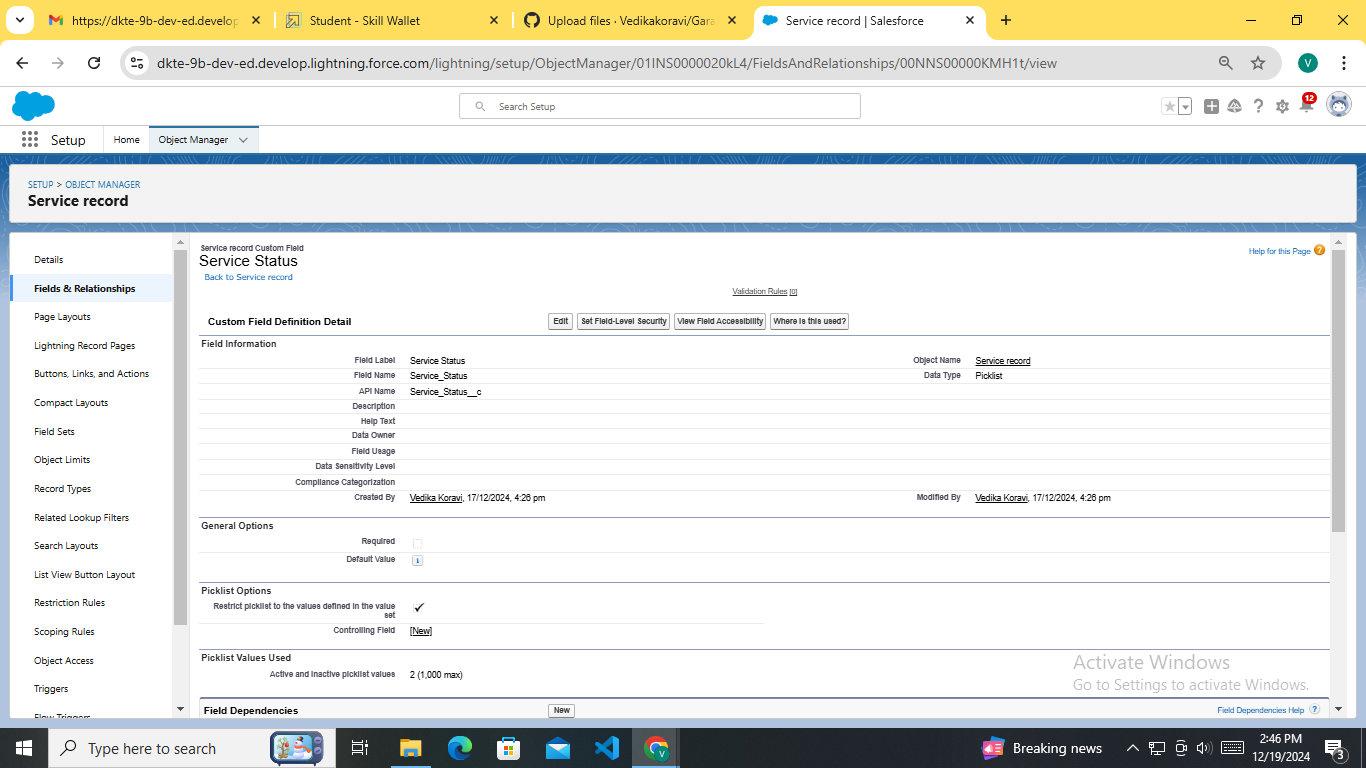 https://dkte-9b-dev-ed.develop
Student - Skill Wallet
Upload files · Vedikakoravi/Gara
Service record | Salesforce
dkte-9b-dev-ed.develop.lightning.force.com/lightning/setup/ObjectManager/01INS0000020kL4/FieldsAndRelationships/00NNS00000KMH1t/view
V
Search Setup
12
Setup
Home
Object Manager
SETUP > OBJECT MANAGER
Service record
Details
Fields & Relationships
Page Layouts
Lightning Record Pages
Buttons, Links, and Actions
Compact Layouts
Field Sets
Object Limits
Record Types
Related Lookup Filters
Search Layouts
List View Button Layout
Restriction Rules
Scoping Rules
Object Access
Triggers
Flow Triggers
Service record Custom Field
Service Status
Back to Service record
Help for this Page
Validation Rules [0]
Custom Field Definition Detail
Edit
Set Field-Level Security
View Field Accessibility
Where is this used?
Field Information
Field Label Service Status Object Name Service record
Field Name Service_Status Data Type Picklist
API Name Service_Status__c
Description
Help Text
Data Owner
Field Usage
Data Sensitivity Level
Compliance Categorization
Created By Vedika Koravi, 17/12/2024, 4:26 pm Modified By Vedika Koravi, 17/12/2024, 4:26 pm
General Options
Required
Default Value
Picklist Options
Restrict picklist to the values defined in the value
set
Controlling Field [New]
Picklist Values Used
Active and inactive picklist values 2 (1,000 max)
Field Dependencies New Field Dependencies Help ?
Activate Windows
Go to Settings to activate Windows.
Type here to search
V
Breaking news
2:46 PM
12/19/2024
3